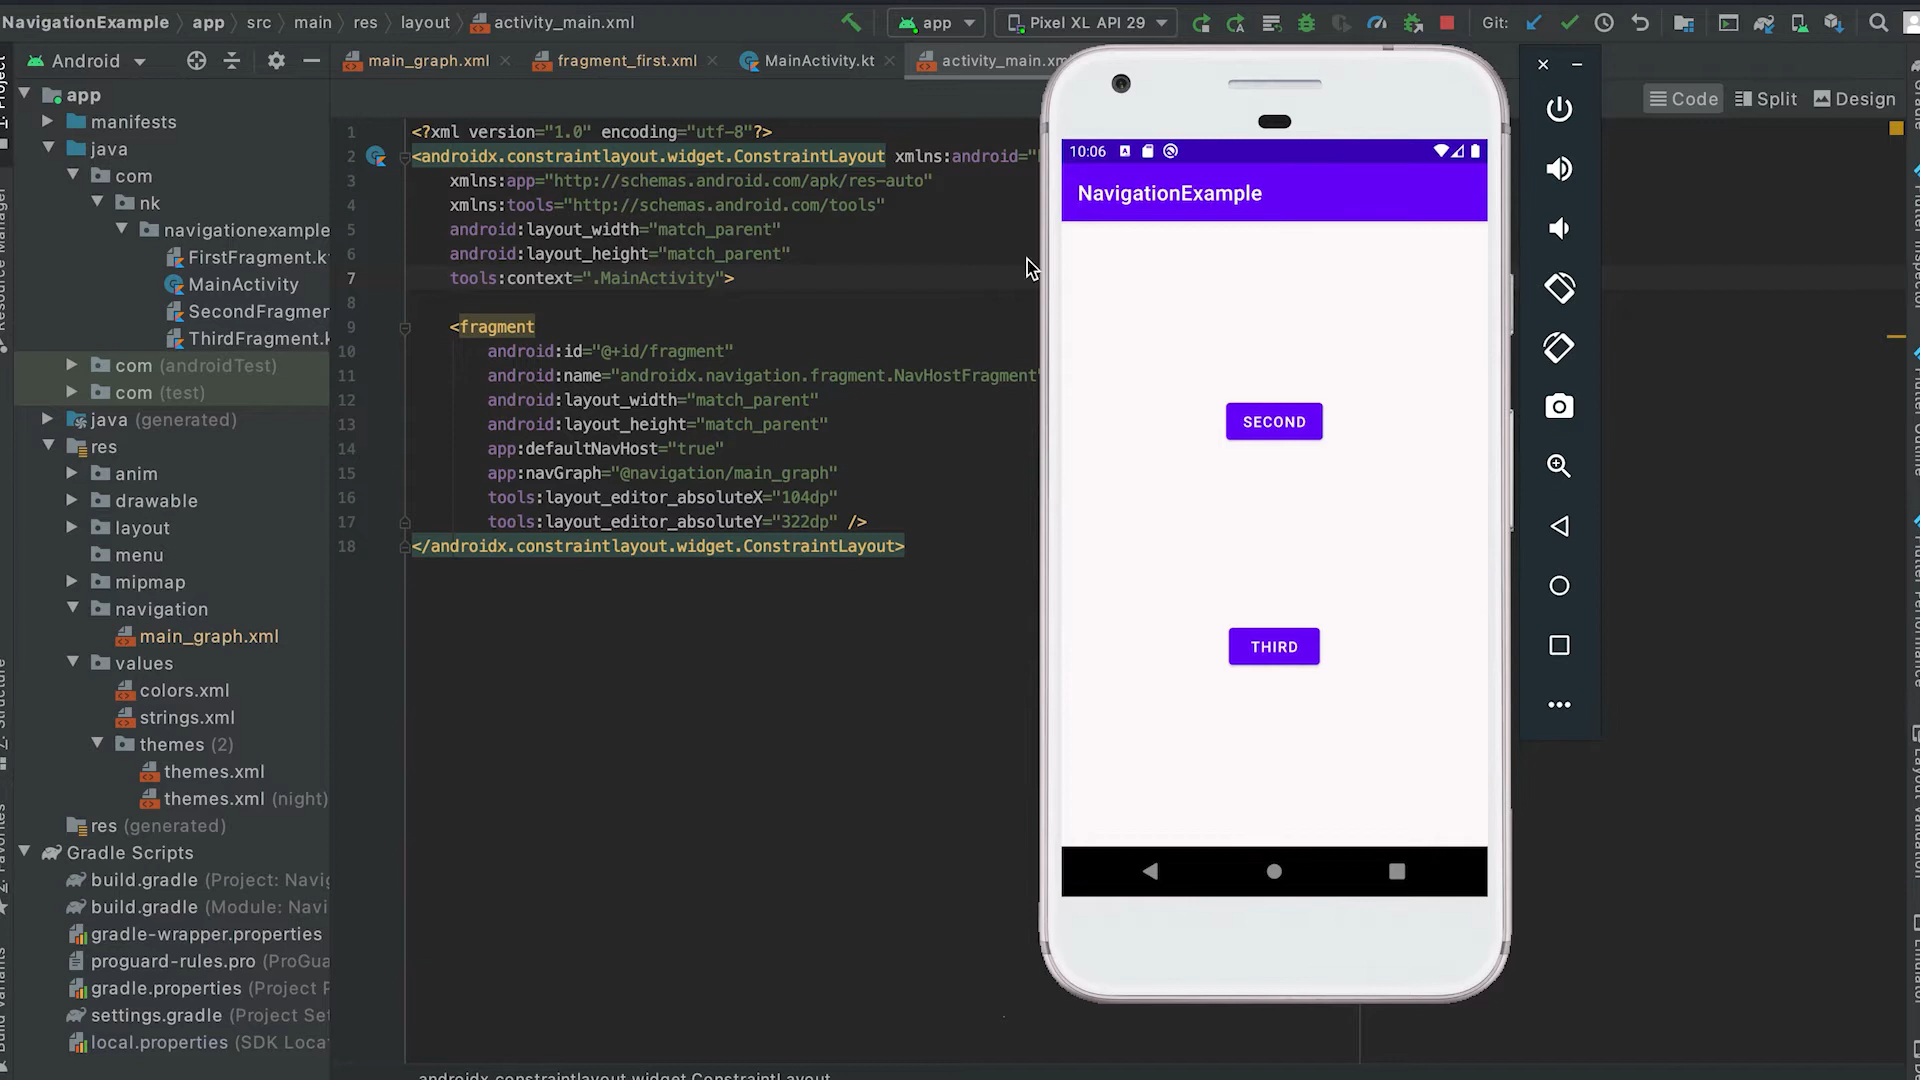 NavigationExample app src main res layout activity_main.xml
app Pixel XL API 29 Git:
Android
main_graph.xml fragment_first.xml MainActivity.kt activity_main.xm
Code Split Design
app
manifests
java
com
nk
navigationexample
FirstFragment.k
MainActivity
SecondFragmer
ThirdFragment.k
com (androidTest)
com (test)
java (generated)
res
anim
drawable
layout
menu
mipmap
navigation
main_graph.xml
values
colors.xml
strings.xml
themes (2)
themes.xml
themes.xml (night)
res (generated)
Gradle Scripts
build.gradle (Project: Navig
build.gradle (Module: Navi
gradle-wrapper.properties
proguard-rules.pro (ProGua
gradle.properties (Project P
settings.gradle (Project Set
local.properties (SDK Loca
1 <?xml version="1.0" encoding="utf-8"?>
2 <androidx.constraintlayout.widget.ConstraintLayout xmlns:android="
3 xmlns:app="http://schemas.android.com/apk/res-auto"
4 xmlns:tools="http://schemas.android.com/tools"
5 android:layout_width="match_parent"
6 android:layout_height="match_parent"
7 tools:context=".MainActivity">
8
9 <fragment
10 android:id="@+id/fragment"
11 android:name="androidx.navigation.fragment.NavHostFragment"
12 android:layout_width="match_parent"
13 android:layout_height="match_parent"
14 app:defaultNavHost="true"
15 app:navGraph="@navigation/main_graph"
16 tools:layout_editor_absoluteX="104dp"
17 tools:layout_editor_absoluteY="322dp" />
18 </androidx.constraintlayout.widget.ConstraintLayout>
10:06
NavigationExample
SECOND
THIRD
androidx.constraintlayout.widget.ConstraintLayout